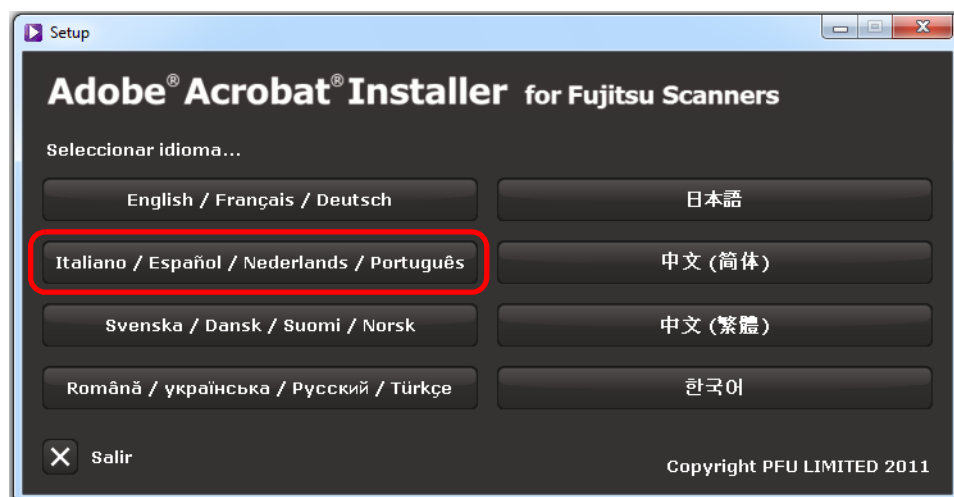 Setup
Adobe® Acrobat® Installer for Fujitsu Scanners
Seleccionar idioma...
English / Français / Deutsch
日本語
Italiano / Español / Nederlands / Português
中文 (简体)
Svenska / Dansk / Suomi / Norsk
中文 (繁體)
Română / українська / Русский / Türkçe
한국어
Salir
Copyright PFU LIMITED 2011